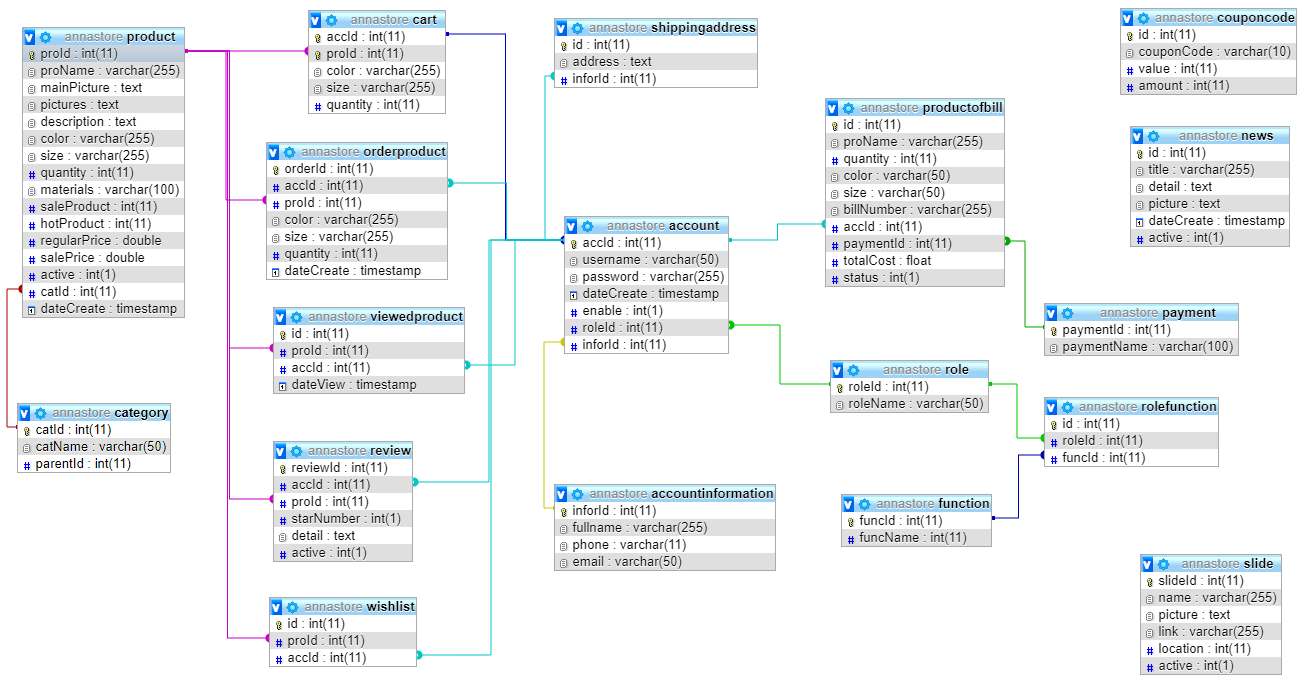 annastore product
proId : int(11)
proName : varchar(255)
mainPicture : text
pictures : text
description : text
color : varchar(255)
size : varchar(255)
quantity : int(11)
materials : varchar(100)
saleProduct : int(11)
hotProduct : int(11)
regularPrice : double
salePrice : double
active : int(1)
catId : int(11)
dateCreate : timestamp
annastore category
catId : int(11)
catName : varchar(50)
parentId : int(11)
annastore cart
accId : int(11)
proId : int(11)
color : varchar(255)
size : varchar(255)
quantity : int(11)
annastore orderproduct
orderId : int(11)
accId : int(11)
proId : int(11)
color : varchar(255)
size : varchar(255)
quantity : int(11)
dateCreate : timestamp
annastore viewedproduct
id : int(11)
proId : int(11)
accId : int(11)
dateView : timestamp
annastore review
reviewId : int(11)
accId : int(11)
proId : int(11)
starNumber : int(1)
detail : text
active : int(1)
annastore wishlist
id : int(11)
proId : int(11)
accId : int(11)
annastore shippingaddress
id : int(11)
address : text
inforId : int(11)
annastore account
accId : int(11)
username : varchar(50)
password : varchar(255)
dateCreate : timestamp
enable : int(1)
roleId : int(11)
inforId : int(11)
annastore accountinformation
inforId : int(11)
fullname : varchar(255)
phone : varchar(11)
email : varchar(50)
annastore productofbill
id : int(11)
proName : varchar(255)
quantity : int(11)
color : varchar(50)
size : varchar(50)
billNumber : varchar(255)
accId : int(11)
paymentId : int(11)
totalCost : float
status : int(1)
annastore role
roleId : int(11)
roleName : varchar(50)
annastore function
funcId : int(11)
funcName : int(11)
annastore couponcode
id : int(11)
couponCode : varchar(10)
value : int(11)
amount : int(11)
annastore news
id : int(11)
title : varchar(255)
detail : text
picture : text
dateCreate : timestamp
active : int(1)
annastore payment
paymentId : int(11)
paymentName : varchar(100)
annastore rolefunction
id : int(11)
roleId : int(11)
funcId : int(11)
annastore slide
slideId : int(11)
name : varchar(255)
picture : text
link : varchar(255)
location : int(11)
active : int(1)